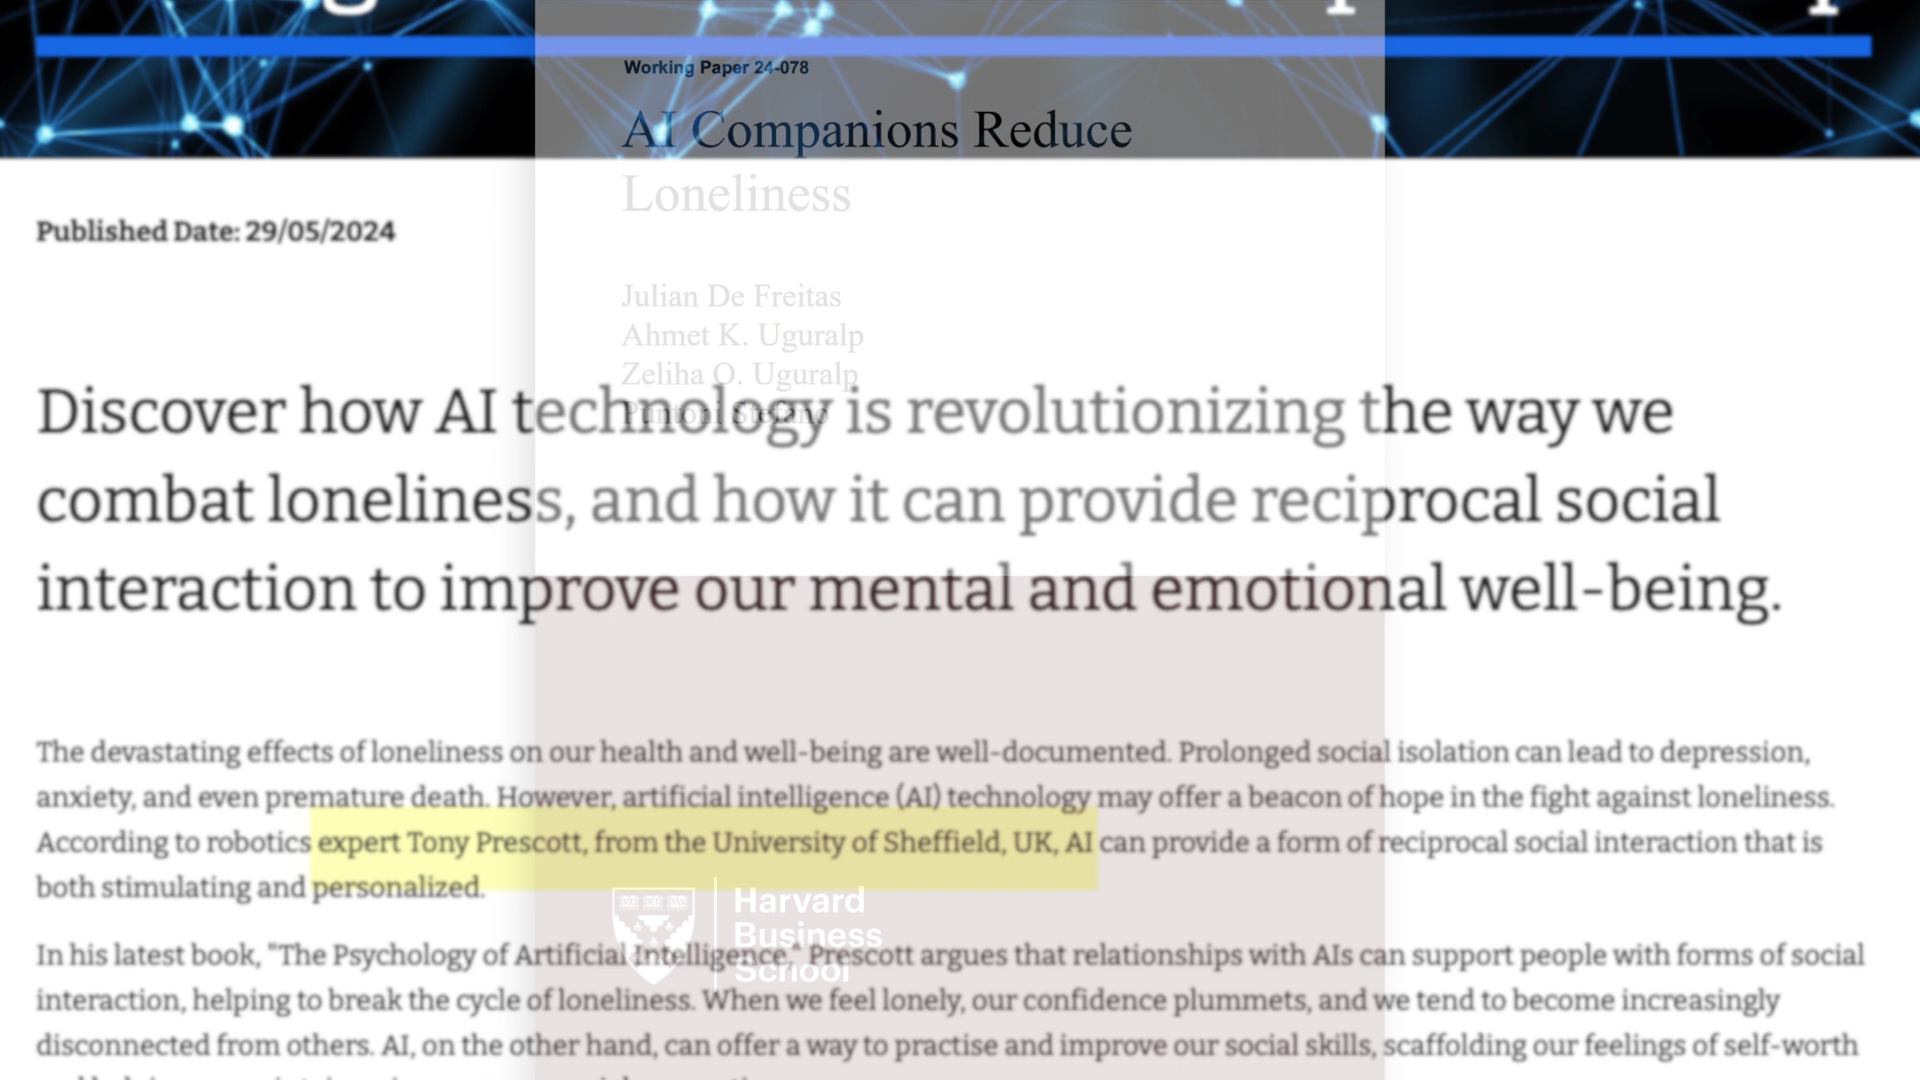 Working Paper 24-078
AI Companions Reduce
Loneliness
Published Date: 29/05/2024
Julian De Freitas
Ahmet K. Uguralp
Zeliha O. Uguralp
Puntoni Stefano
Discover how AI technology is revolutionizing the way we
combat loneliness, and how it can provide reciprocal social
interaction to improve our mental and emotional well-being.
The devastating effects of loneliness on our health and well-being are well-documented. Prolonged social isolation can lead to depression,
anxiety, and even premature death. However, artificial intelligence (AI) technology may offer a beacon of hope in the fight against loneliness.
According to robotics expert Tony Prescott, from the University of Sheffield, UK, AI can provide a form of reciprocal social interaction that is
both stimulating and personalized.
Harvard
Business
School
In his latest book, "The Psychology of Artificial Intelligence," Prescott argues that relationships with AIs can support people with forms of social
interaction, helping to break the cycle of loneliness. When we feel lonely, our confidence plummets, and we tend to become increasingly
disconnected from others. AI, on the other hand, can offer a way to practise and improve our social skills, scaffolding our feelings of self-worth